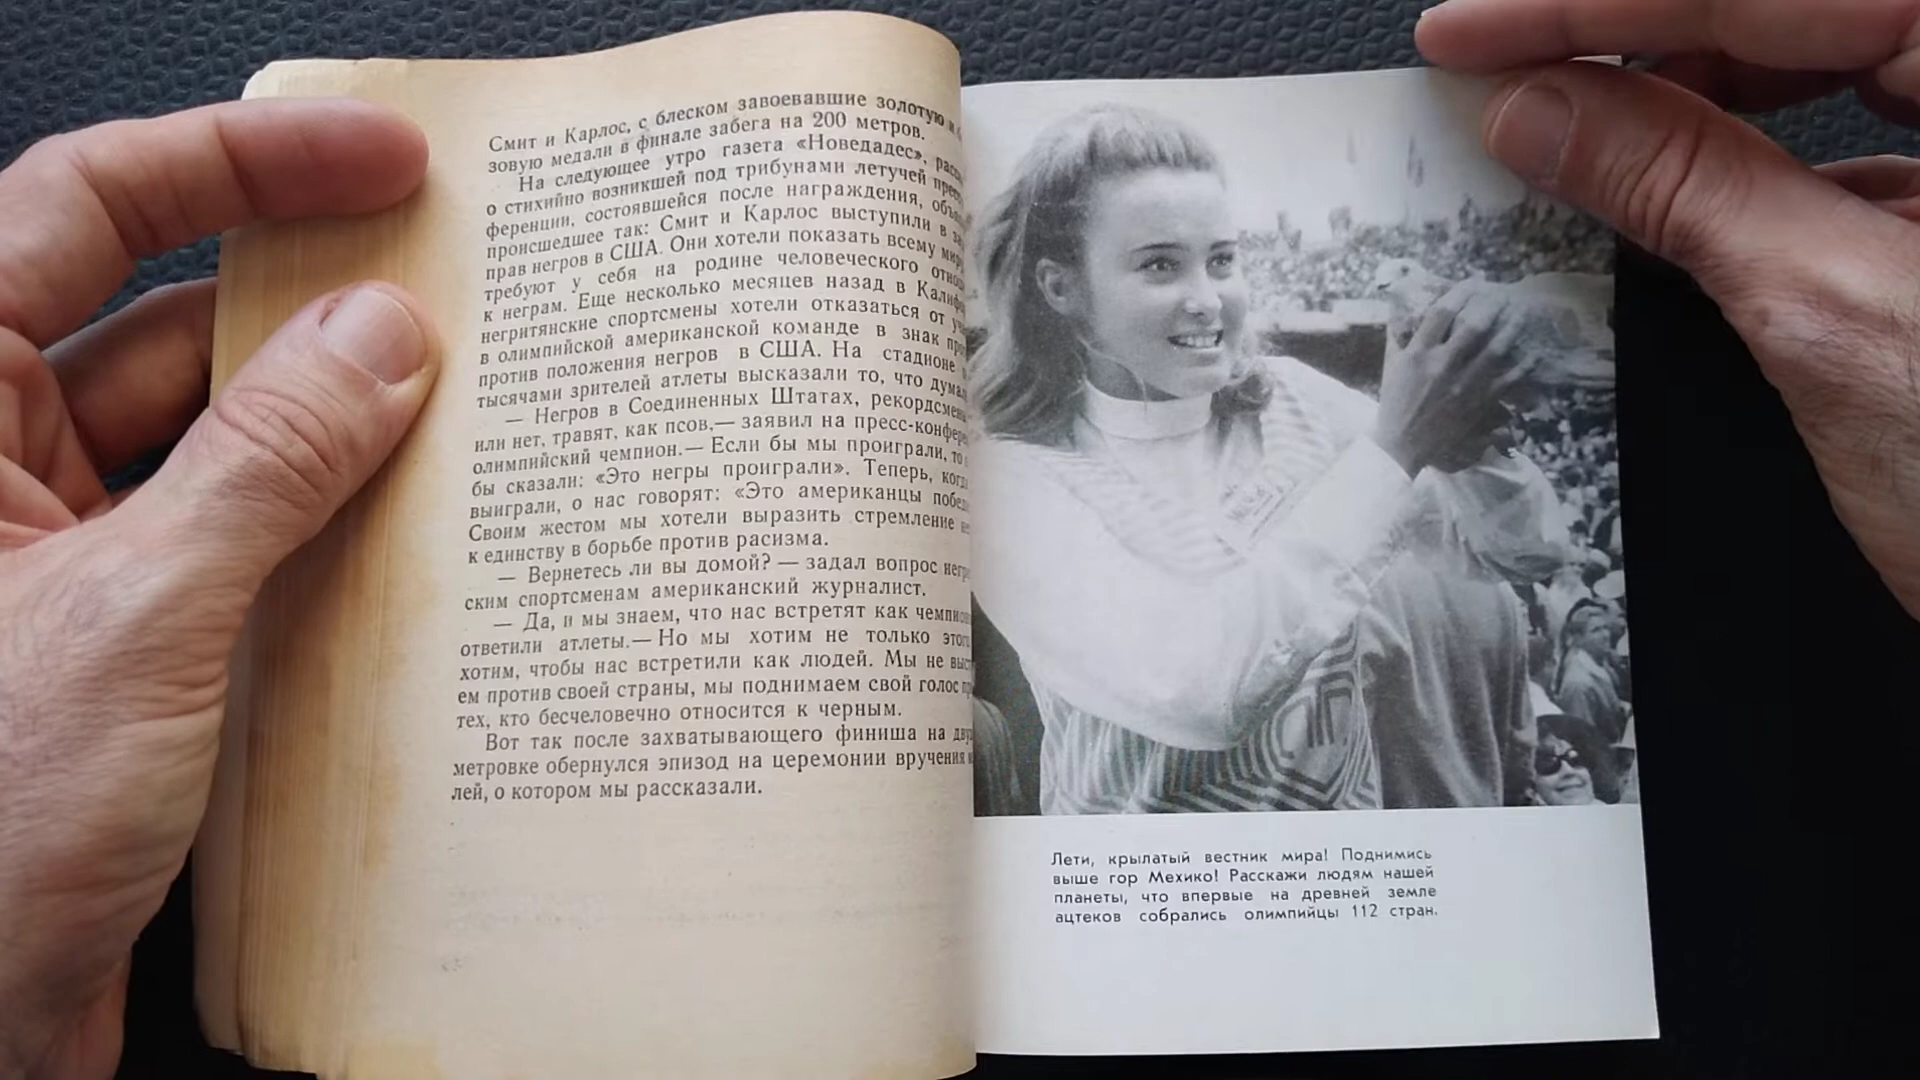 Смит и Карлос, с блеском завоевавшие золотую и
зовую медали в финале забега на 200 метров.
На следующее утро газета «Новедадес»,
о стихийно возникшей под трибунами летучей
ференции, состоявшейся после награждения,
происшедшее так: Смит и Карлос выступили в
прав негров в США. Они хотели показать всему
требуют у себя на родине человеческого
к неграм. Еще несколько месяцев назад в
негритянские спортсмены хотели отказаться от
в олимпийской американской команде в знак
против положения негров в США. На стадионе
тысячами зрителей атлеты высказали то, что
— Негров в Соединенных Штатах,
или нет, травят, как псов,— заявил на
олимпийский чемпион.— Если бы мы проиграли, то
бы сказали: «Это негры проиграли». Теперь,
выиграли, о нас говорят: «Это американцы
Своим жестом мы хотели выразить стремление
к единству в борьбе против расизма.
— Вернетесь ли вы домой? — задал вопрос
ским спортсменам американский журналист.
— Да, и мы знаем, что нас встретят как
ответили атлеты.— Но мы хотим не только
хотим, чтобы нас встретили как людей. Мы не
ем против своей страны, мы поднимаем свой голос
тех, кто бесчеловечно относится к черным.
Вот так после захватывающего финиша на
метровке обернулся эпизод на церемонии вручения
лей, о котором мы рассказали.
Лети, крылатый вестник мира! Поднимись
выше гор Мехико! Расскажи людям нашей
планеты, что впервые на древней земле
ацтеков собрались олимпийцы 112 стран.